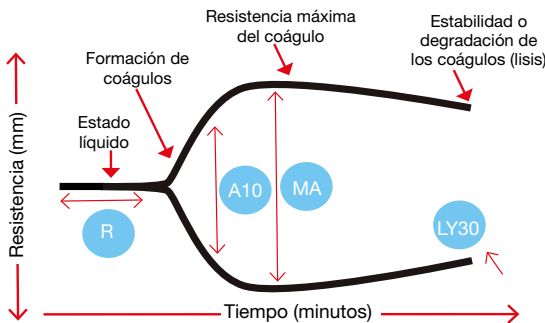 Resistencia máxima
del coágulo
Estabilidad o
degradación de
los coágulos (lisis)
Formación de
coágulos
Estado
líquido
Resistencia (mm)
R
A10
MA
LY30
Tiempo (minutos)